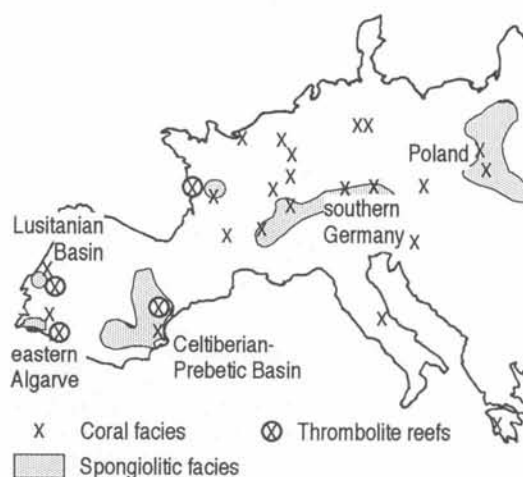 Poland
Lusitanian
Basin
southern
Germany
eastern
Algarve
Celtiberian-
Prebetic Basin
x Coral facies
⊗ Thrombolite reefs
Spongiolitic facies